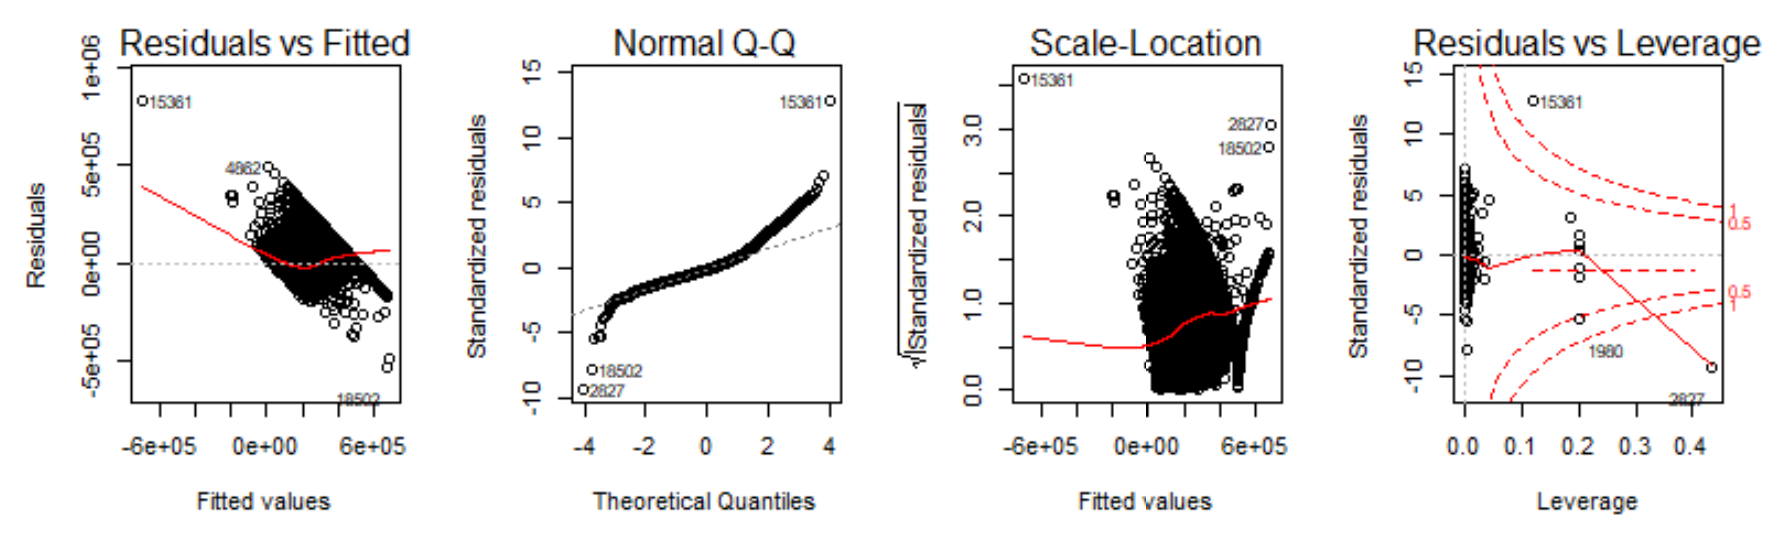 Residuals vs Fitted
Residuals
-5e+05
0e+00
5e+05
1e+06
15361
4862
18502
-6e+05
0e+00
6e+05
Fitted values
Normal Q-Q
Standardized residuals
-10
-5
0
5
10
15
15361
18502
2827
-4
-2
0
2
4
Theoretical Quantiles
Scale-Location
√|Standardized residuals|
0.0
1.0
2.0
3.0
15361
2827
18502
-6e+05
0e+00
6e+05
Fitted values
Residuals vs Leverage
Standardized residuals
-10
-5
0
5
10
15
15361
1
0.5
0.5
1
1980
2827
0.0
0.1
0.2
0.3
0.4
Leverage